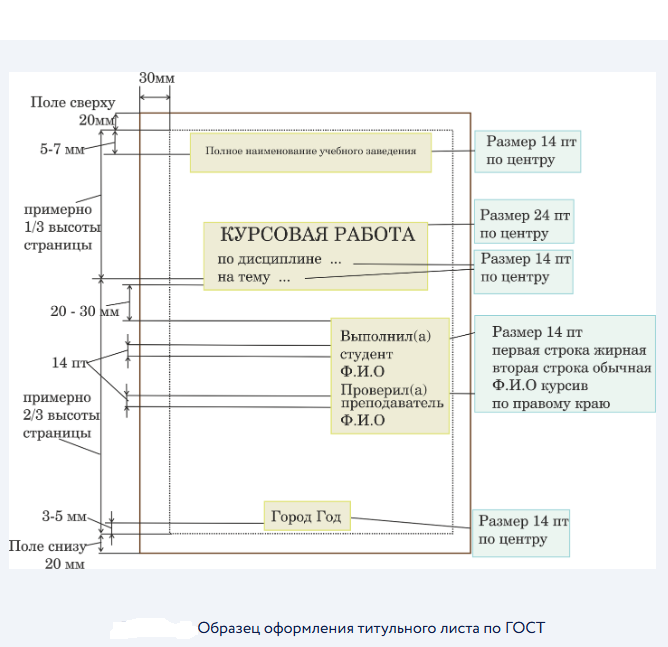 30мм
Поле сверху
20мм
5-7 мм
Полное наименование учебного заведения
Размер 14 пт
по центру
примерно
1/3 высоты
страницы
КУРСОВАЯ РАБОТА
по дисциплине ...
на тему ...
Размер 24 пт
по центру
Размер 14 пт
по центру
20 - 30 мм
Выполнил(а)
студент
Ф.И.О
Проверил(а)
преподаватель
Ф.И.О
Размер 14 пт
первая строка жирная
вторая строка обычная
Ф.И.О курсив
по правому краю
14 пт
примерно
2/3 высоты
страницы
3-5 мм
Город Год
Размер 14 пт
по центру
Поле снизу
20 мм
Образец оформления титульного листа по ГОСТ